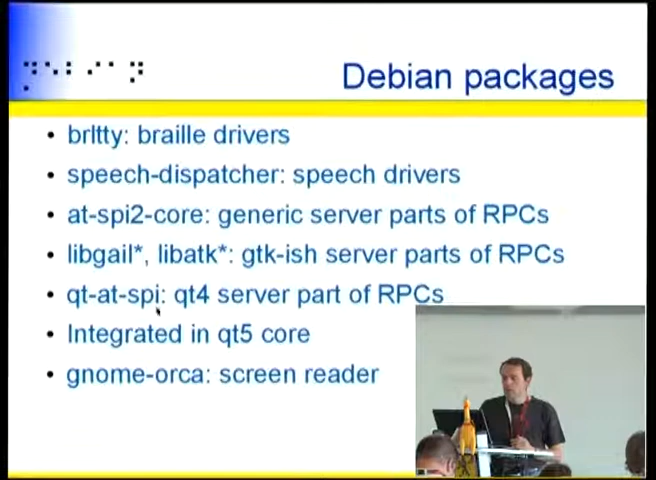 Debian packages
• brltty: braille drivers
• speech-dispatcher: speech drivers
• at-spi2-core: generic server parts of RPCs
• libgail*, libatk*: gtk-ish server parts of RPCs
• qt-at-spi: qt4 server part of RPCs
• Integrated in qt5 core
• gnome-orca: screen reader